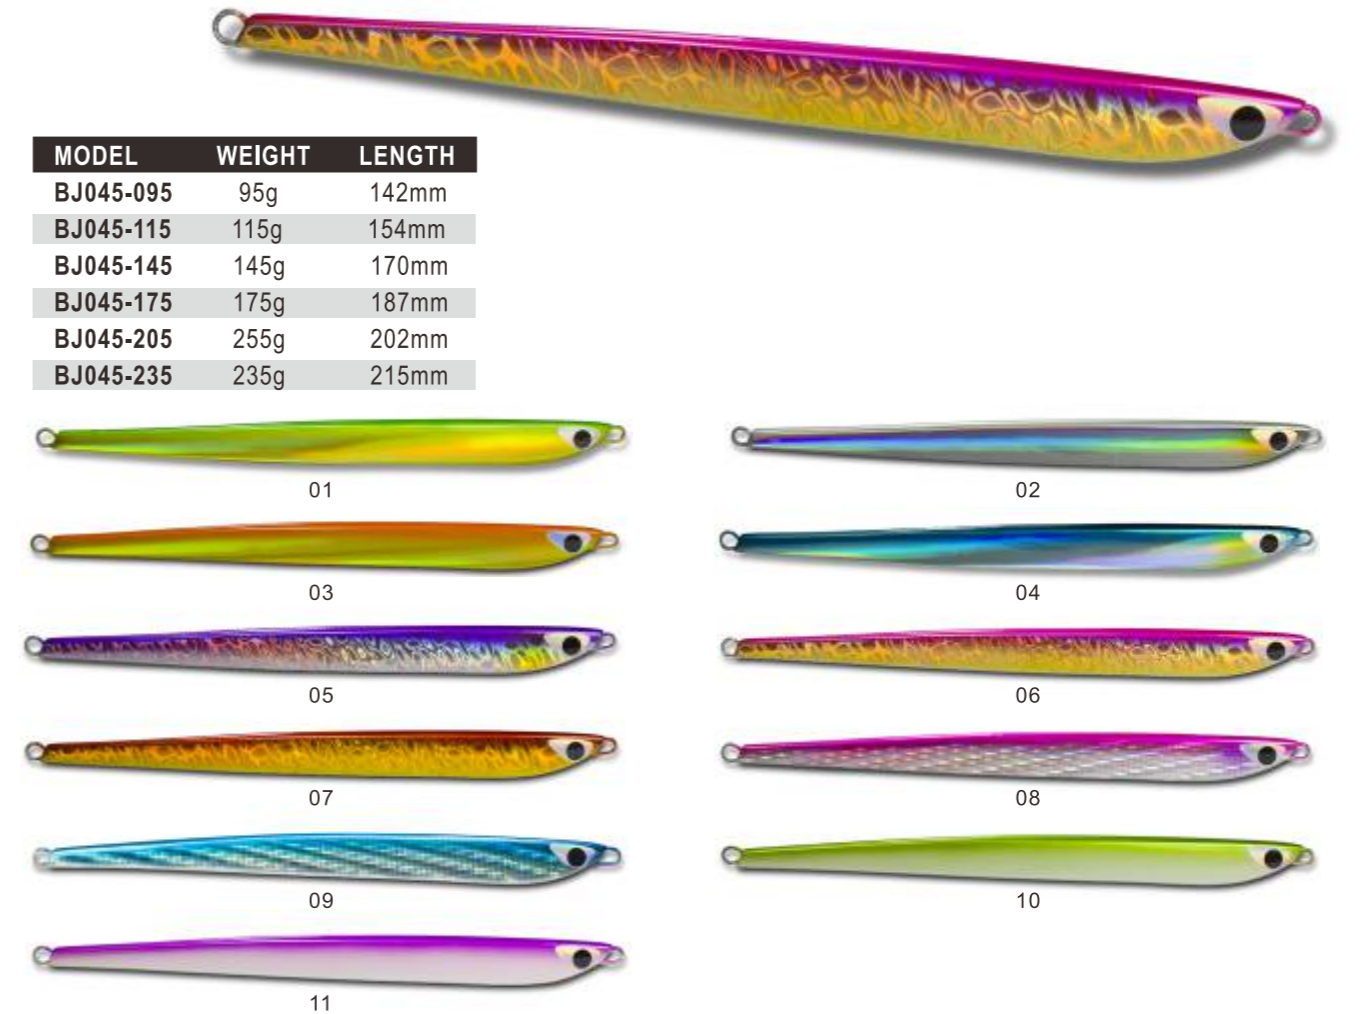 MODEL WEIGHT LENGTH
BJ045-095 95g 142mm
BJ045-115 115g 154mm
BJ045-145 145g 170mm
BJ045-175 175g 187mm
BJ045-205 255g 202mm
BJ045-235 235g 215mm
01
02
03
04
05
06
07
08
09
10
11